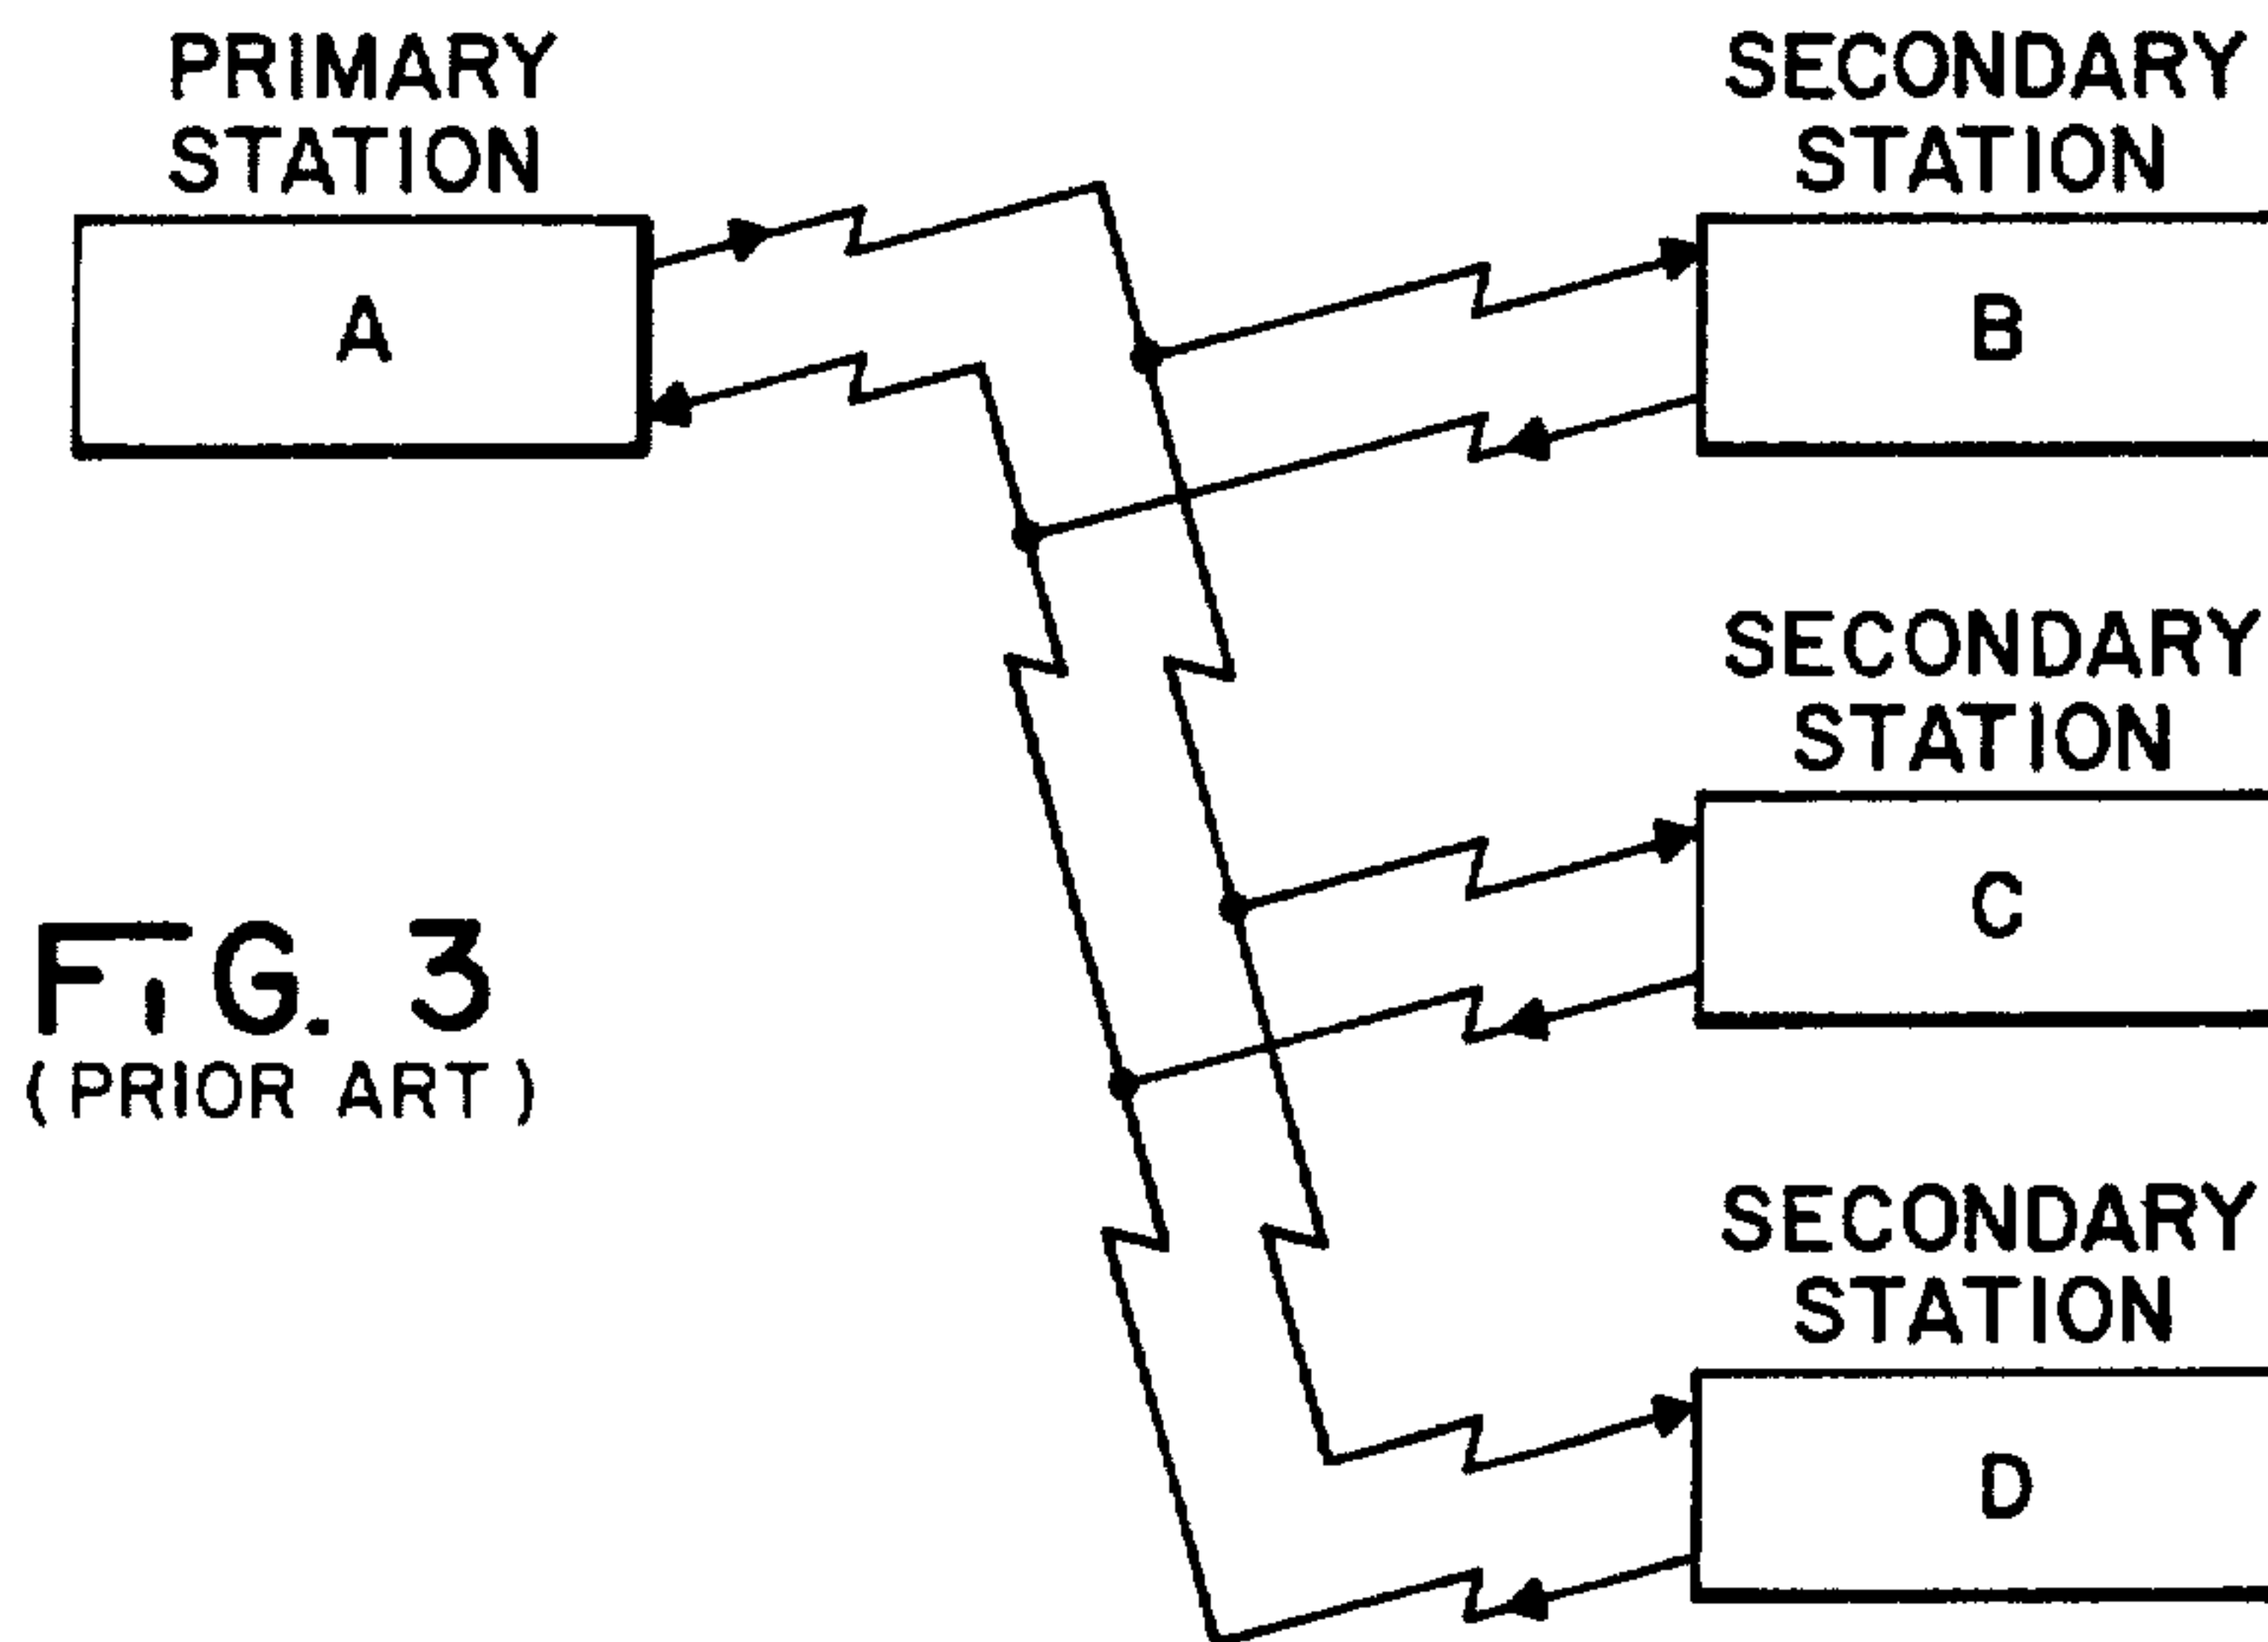 PRIMARY
STATION
A
SECONDARY
STATION
B
SECONDARY
STATION
C
FIG. 3
(PRIOR ART)
SECONDARY
STATION
D